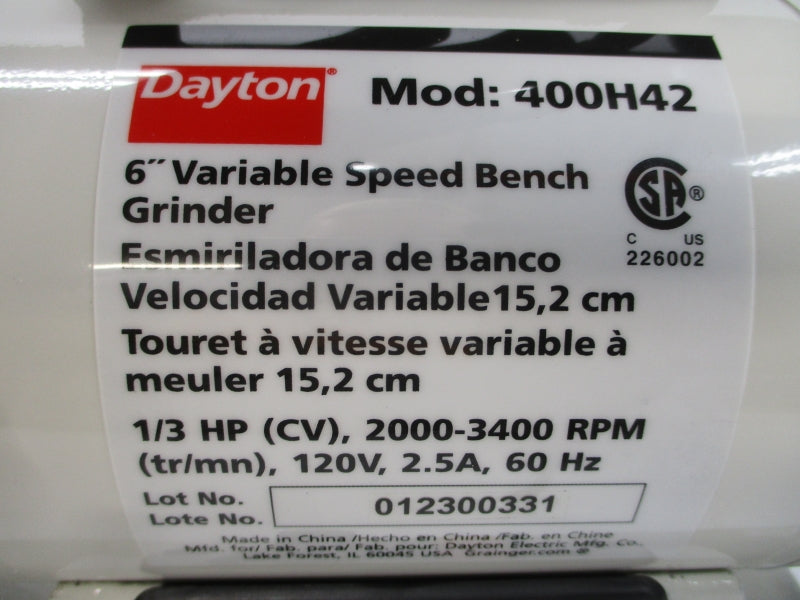 Dayton®
Mod: 400H42
6˝ Variable Speed Bench
Grinder
SA®
C US
226002
Esmiriladora de Banco
Velocidad Variable15,2 cm
Touret à vitesse variable à
meuler 15,2 cm
1/3 HP (CV), 2000-3400 RPM
(tr/mn), 120V, 2.5A, 60 Hz
Lot No.
Lote No.
012300331
Made in China /Hecho en China /Fab. en Chine
Mfd. for/ Fab. para/ Fab. pour: Dayton Electric Mfg. Co.,
Lake Forest, IL 60045 USA Grainger.com ®